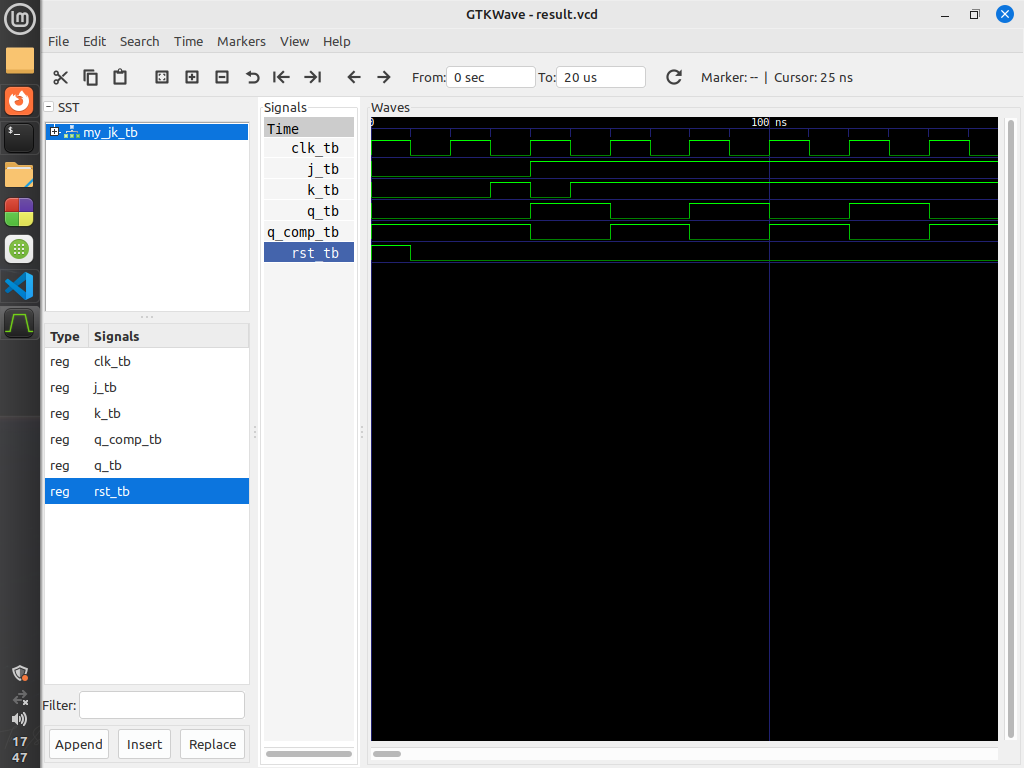 GTKWave - result.vcd
File Edit Search Time Markers View Help
From: 0 sec To: 20 us Marker: -- | Cursor: 25 ns
SST
my_jk_tb
Type Signals
reg clk_tb
reg j_tb
reg k_tb
reg q_comp_tb
reg q_tb
reg rst_tb
Filter:
Append Insert Replace
Signals
Time
clk_tb
j_tb
k_tb
q_tb
q_comp_tb
rst_tb
Waves
0 100 ns
17
47